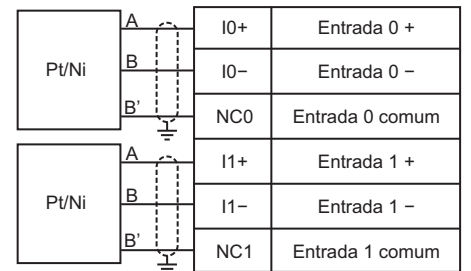 A I0+ Entrada 0 +
Pt/Ni B I0− Entrada 0 −
B' NC0 Entrada 0 comum
A I1+ Entrada 1 +
Pt/Ni B I1− Entrada 1 −
B' NC1 Entrada 1 comum